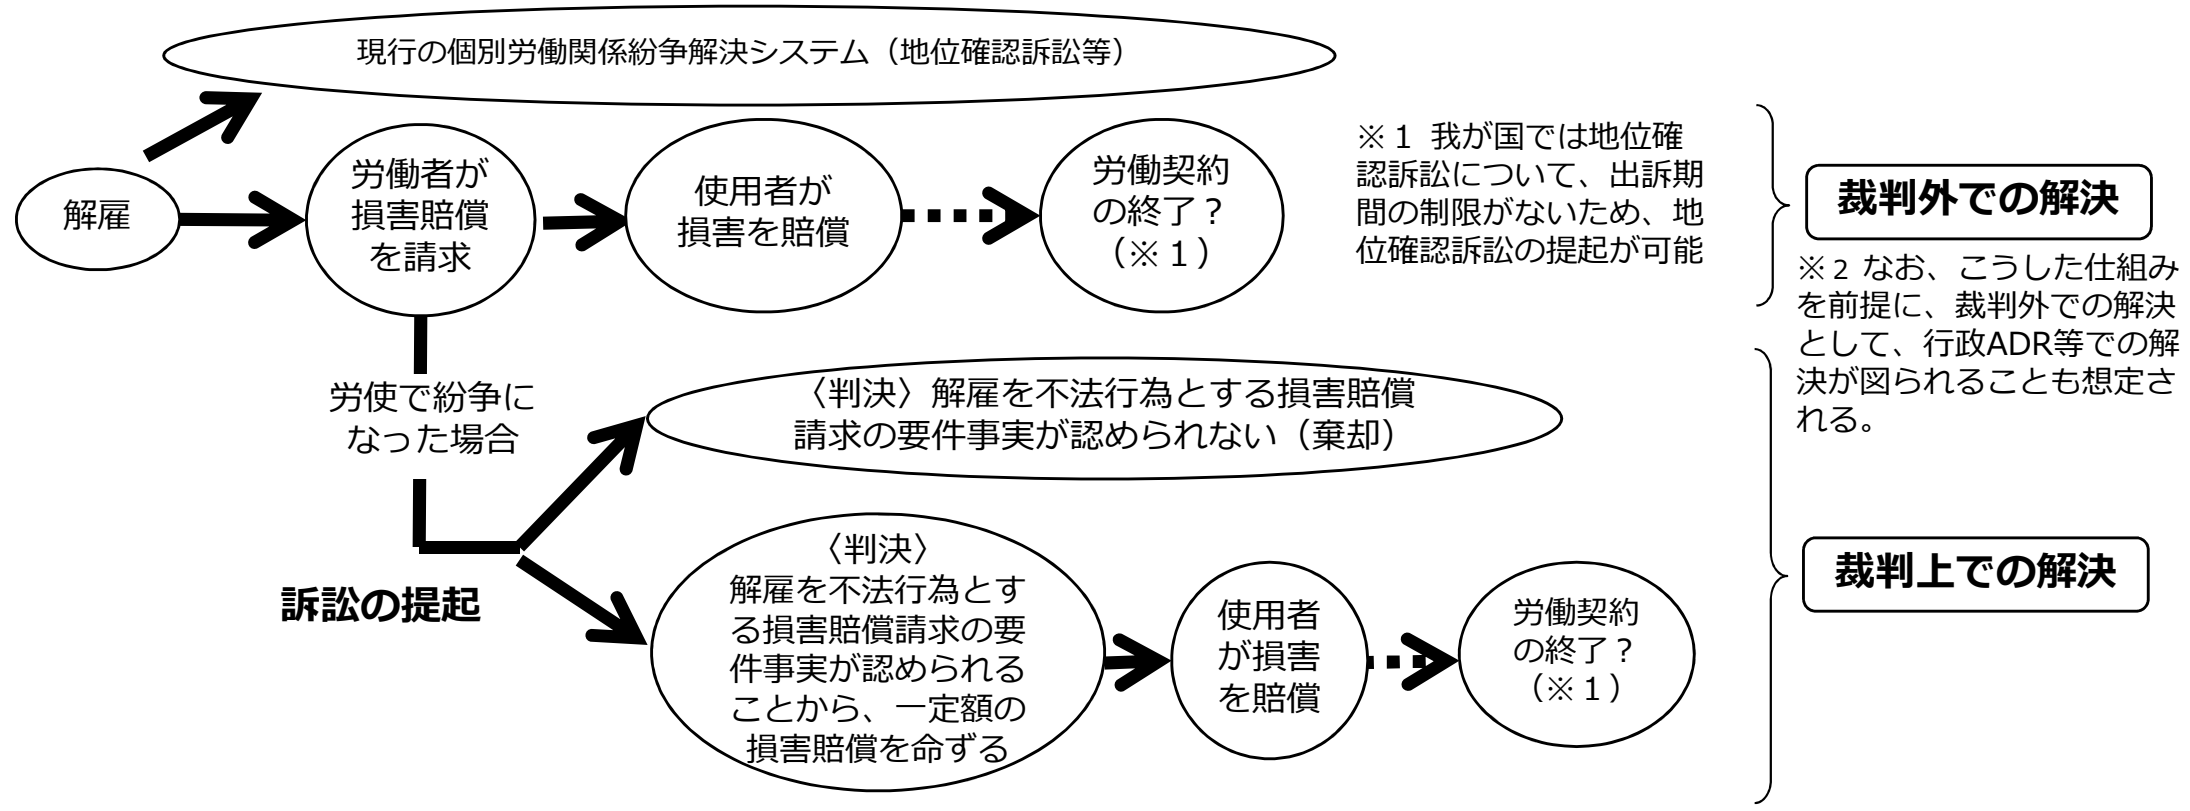 現行の個別労働関係紛争解決システム（地位確認訴訟等）
解雇
労働者が
損害賠償
を請求
使用者が
損害を賠償
労働契約
の終了？
（※１）
※１ 我が国では地位確
認訴訟について、出訴期
間の制限がないため、地
位確認訴訟の提起が可能
裁判外での解決
※２ なお、こうした仕組み
を前提に、裁判外での解決
として、行政ADR等での解
決が図られることも想定さ
れる。
労使で紛争に
なった場合
〈判決〉解雇を不法行為とする損害賠償
請求の要件事実が認められない（棄却）
訴訟の提起
〈判決〉
解雇を不法行為とす
る損害賠償請求の要
件事実が認められる
ことから、一定額の
損害賠償を命ずる
使用者
が損害
を賠償
労働契約
の終了？
（※１）
裁判上での解決